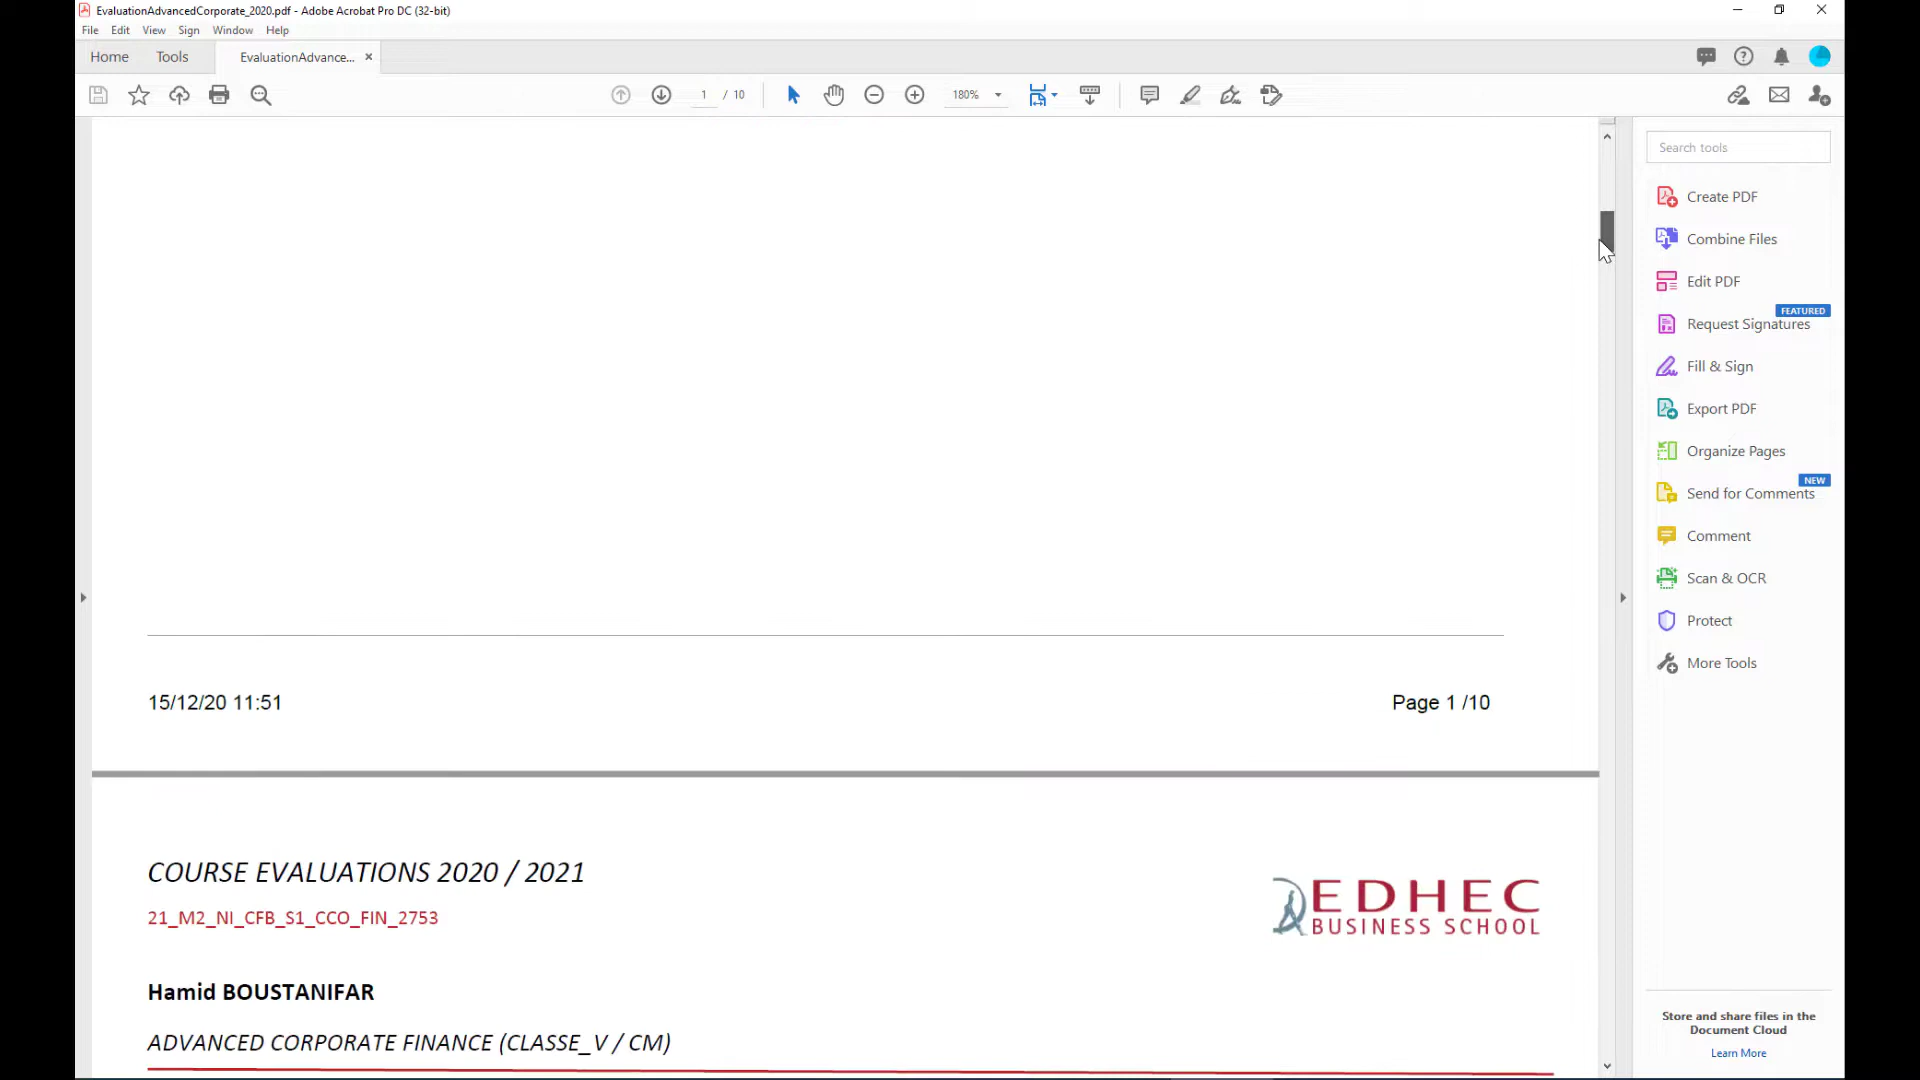 EvaluationAdvancedCorporate_2020.pdf - Adobe Acrobat Pro DC (32-bit)
File Edit View Sign Window Help
Home Tools EvaluationAdvance... ×
1 / 10 180%
Search tools
Create PDF
Combine Files
Edit PDF
FEATURED
Request Signatures
Fill & Sign
Export PDF
Organize Pages
NEW
Send for Comments
Comment
Scan & OCR
Protect
More Tools
15/12/20 11:51 Page 1 /10
COURSE EVALUATIONS 2020 / 2021
21_M2_NI_CFB_S1_CCO_FIN_2753
EDHEC
BUSINESS SCHOOL
Hamid BOUSTANIFAR
ADVANCED CORPORATE FINANCE (CLASSE_V / CM)
Store and share files in the
Document Cloud
Learn More